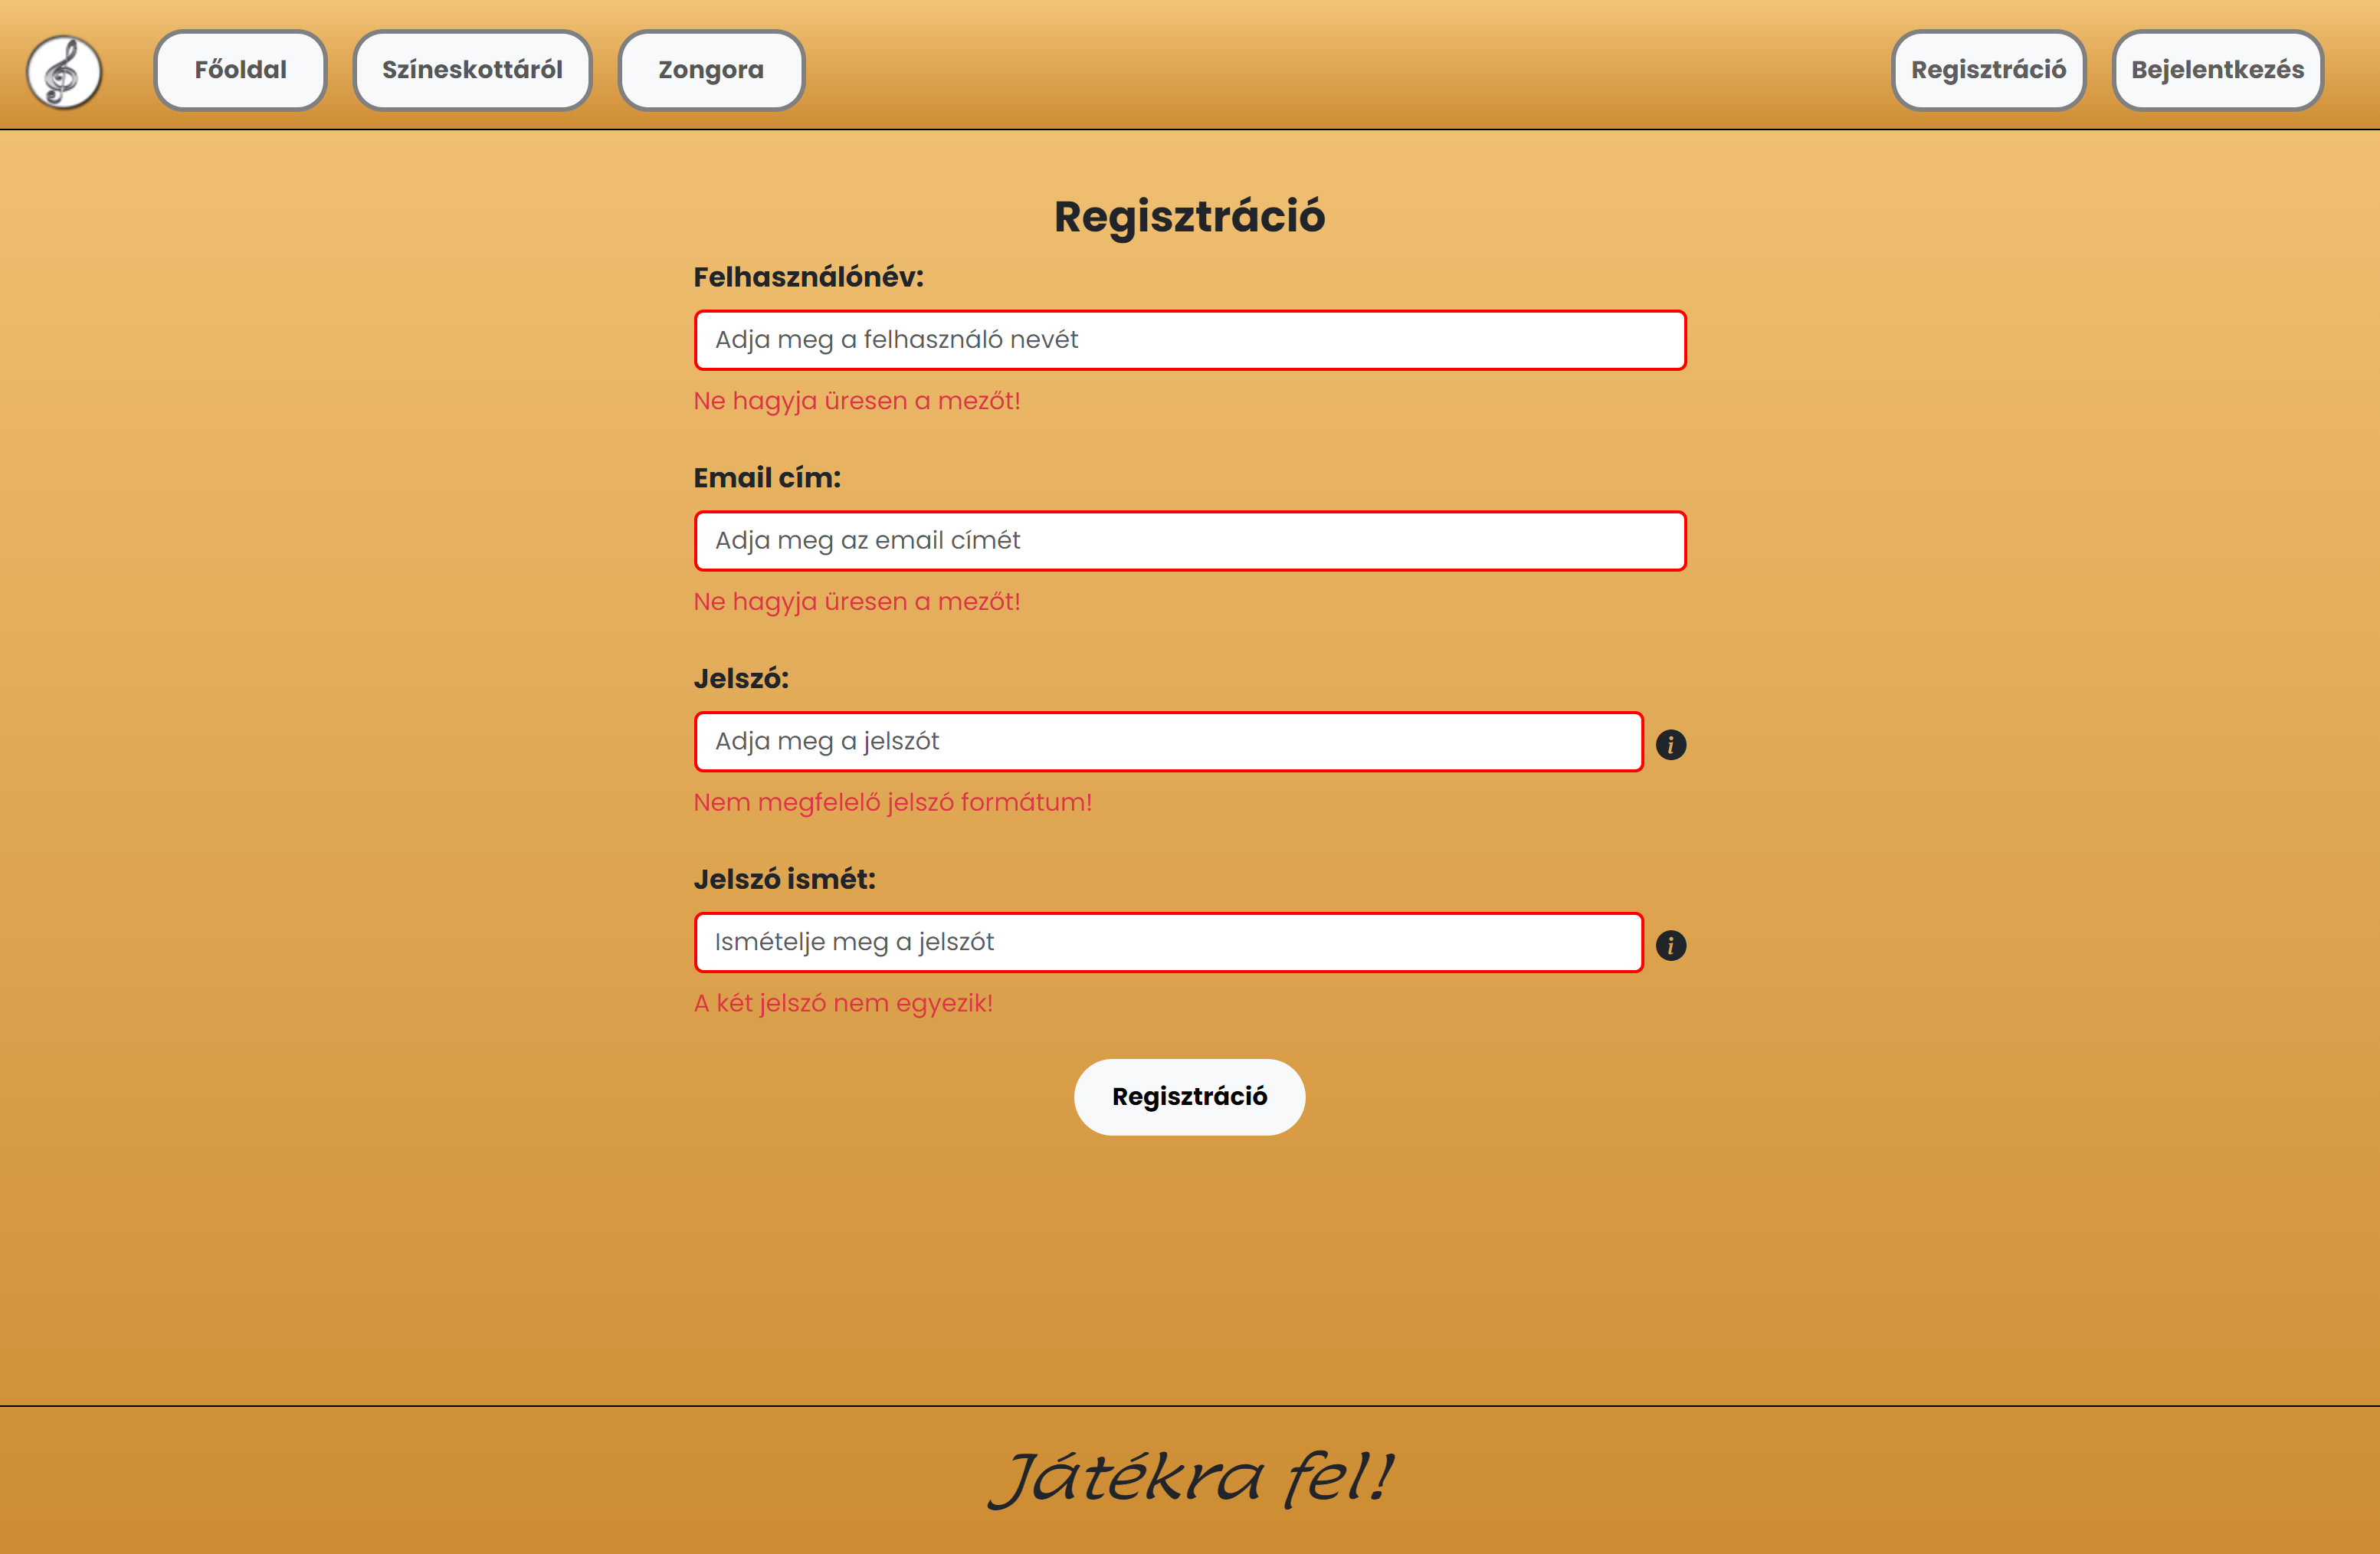 Főoldal Színeskottáról Zongora Regisztráció Bejelentkezés
Regisztráció
Felhasználónév:
Adja meg a felhasználó nevét
Ne hagyja üresen a mezőt!
Email cím:
Adja meg az email címét
Ne hagyja üresen a mezőt!
Jelszó:
Adja meg a jelszót
i
Nem megfelelő jelszó formátum!
Jelszó ismét:
Ismételje meg a jelszót
i
A két jelszó nem egyezik!
Regisztráció
Játékra fel!